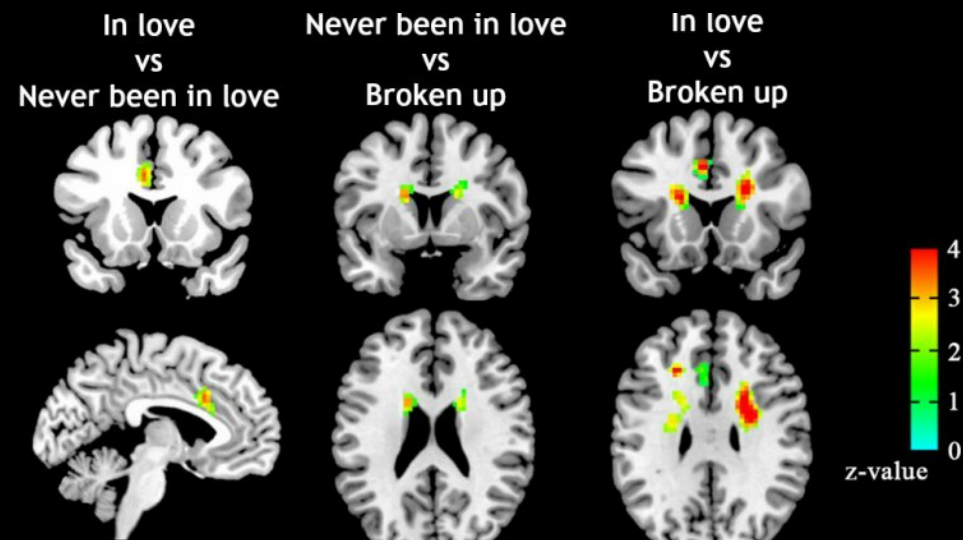 In love
vs
Never been in love
Never been in love
vs
Broken up
In love
vs
Broken up
4
3
2
1
0
z-value